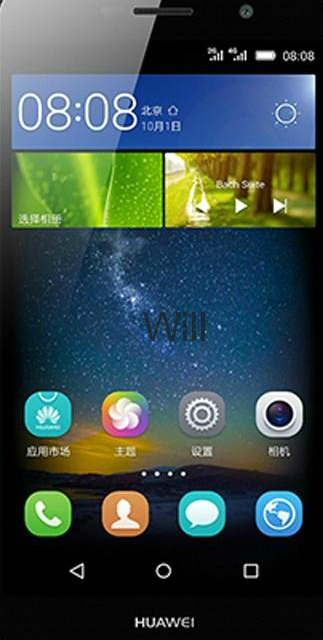 2G 4G 08:08
08:08 北京
10月1日
选择相册
Bach Suite
Will
HUAWEI
应用市场 主题 设置 相机
HUAWEI